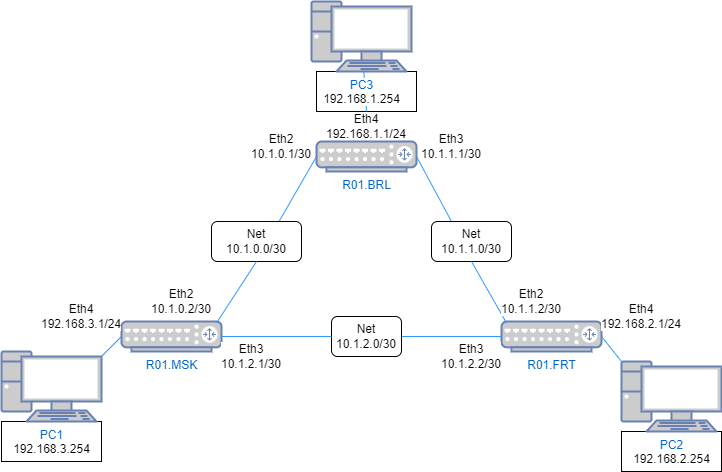 PC3
192.168.1.254
Eth4
192.168.1.1/24
Eth2
10.1.0.1/30
Eth3
10.1.1.1/30
R01.BRL
Net
10.1.0.0/30
Net
10.1.1.0/30
Eth2
10.1.0.2/30
Eth2
10.1.1.2/30
Eth4
192.168.3.1/24
Eth4
192.168.2.1/24
Net
10.1.2.0/30
Eth3
10.1.2.1/30
Eth3
10.1.2.2/30
R01.MSK
R01.FRT
PC1
192.168.3.254
PC2
192.168.2.254